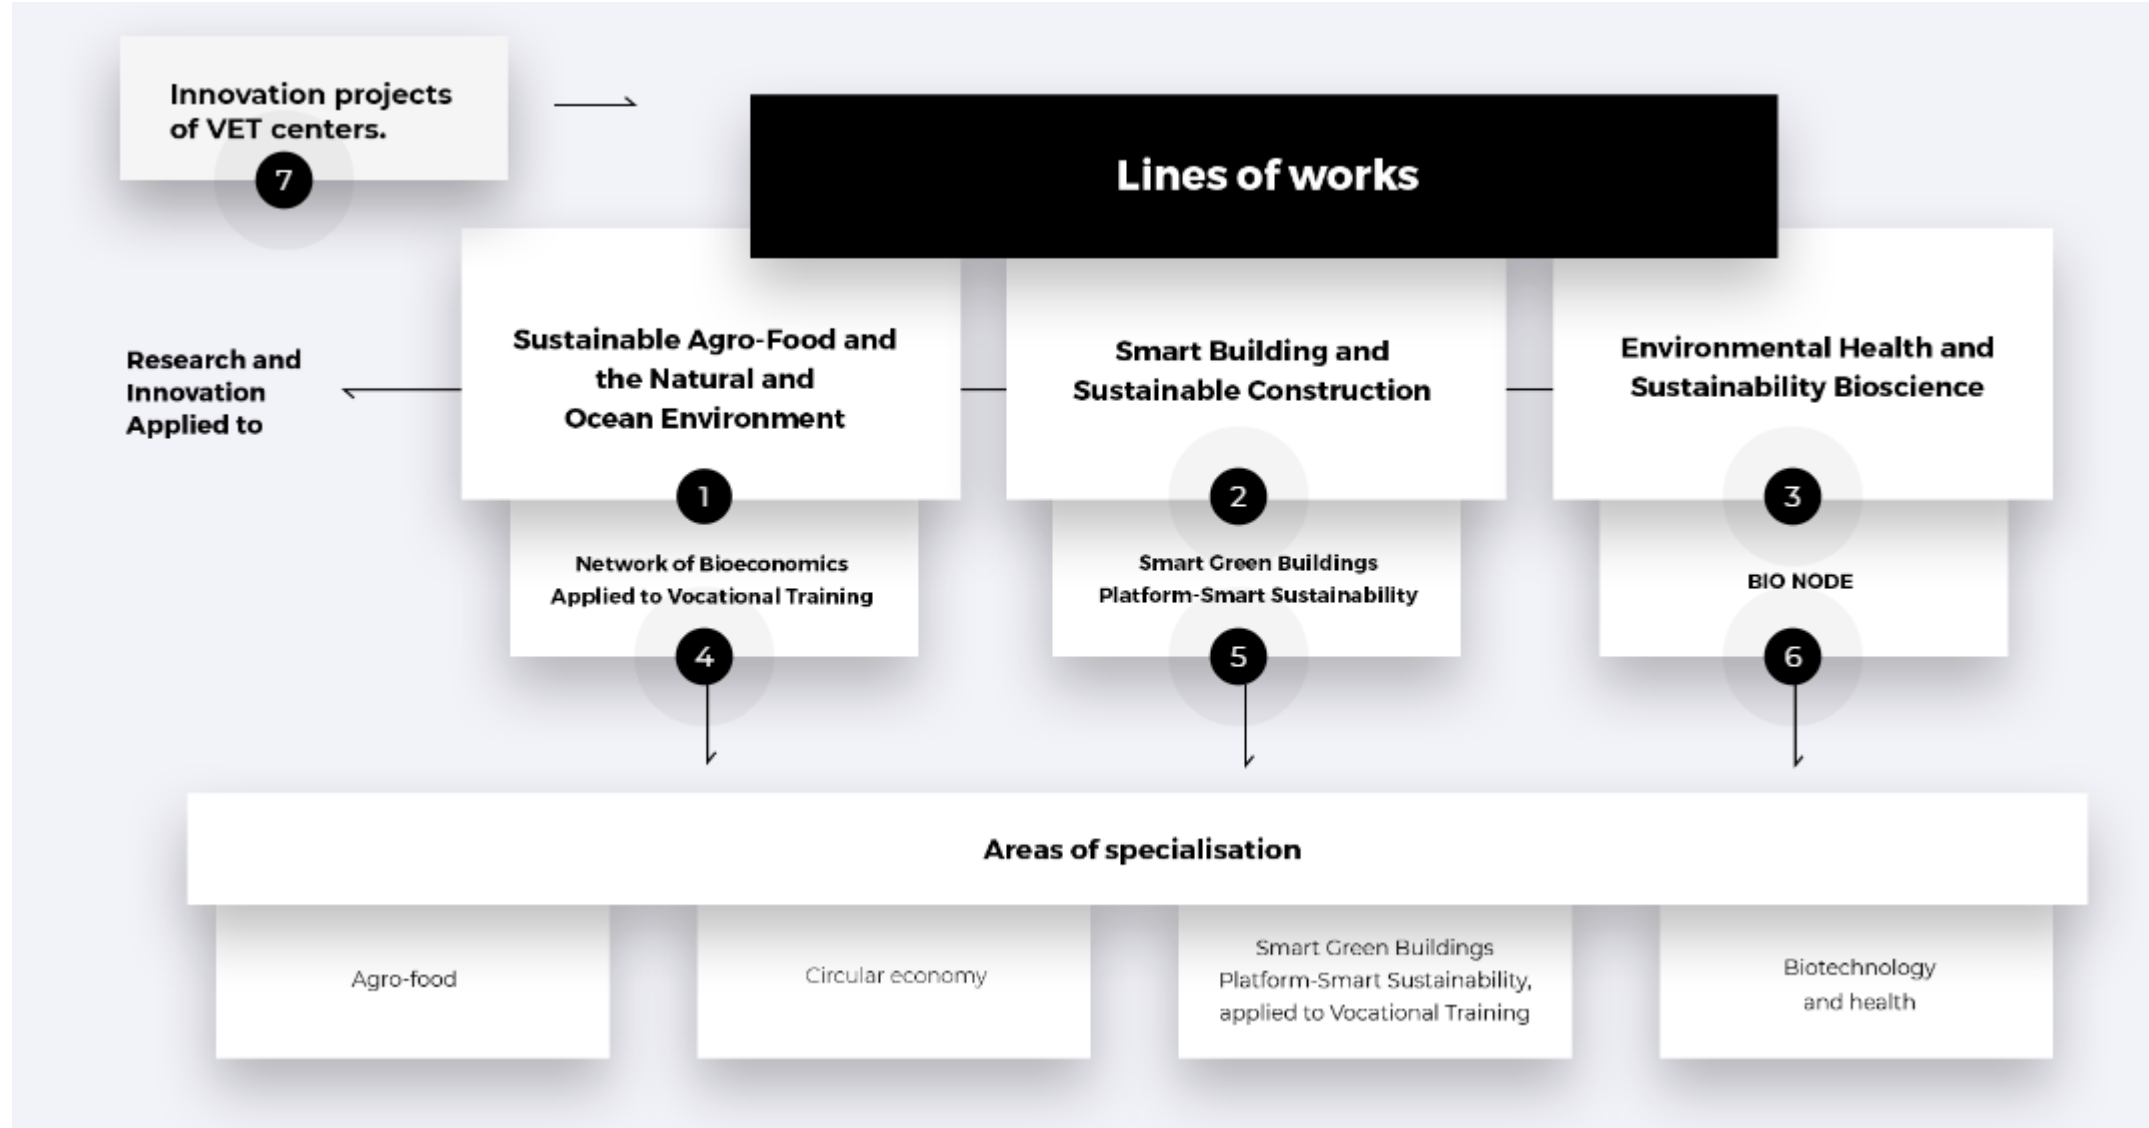 Innovation projects
of VET centers.
7
Lines of works
Research and
Innovation
Applied to
Sustainable Agro-Food and
the Natural and
Ocean Environment
1
Network of Bioeconomics
Applied to Vocational Training
4
Smart Building and
Sustainable Construction
2
Smart Green Buildings
Platform-Smart Sustainability
5
Environmental Health and
Sustainability Bioscience
3
BIO NODE
6
Areas of specialisation
Agro-food
Circular economy
Smart Green Buildings
Platform-Smart Sustainability,
applied to Vocational Training
Biotechnology
and health